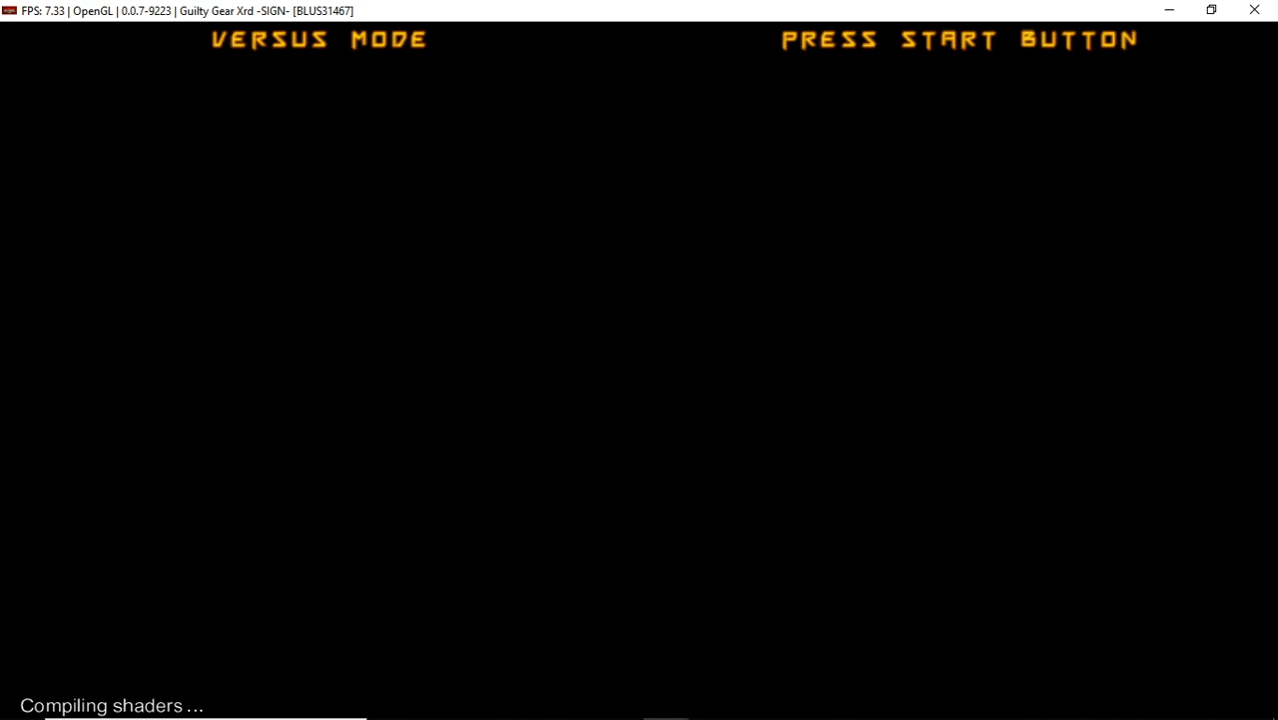 FPS: 7.33 | OpenGL | 0.0.7-9223 | Guilty Gear Xrd -SIGN- [BLUS31467]
VERSUS MODE PRESS START BUTTON
Compiling shaders ...